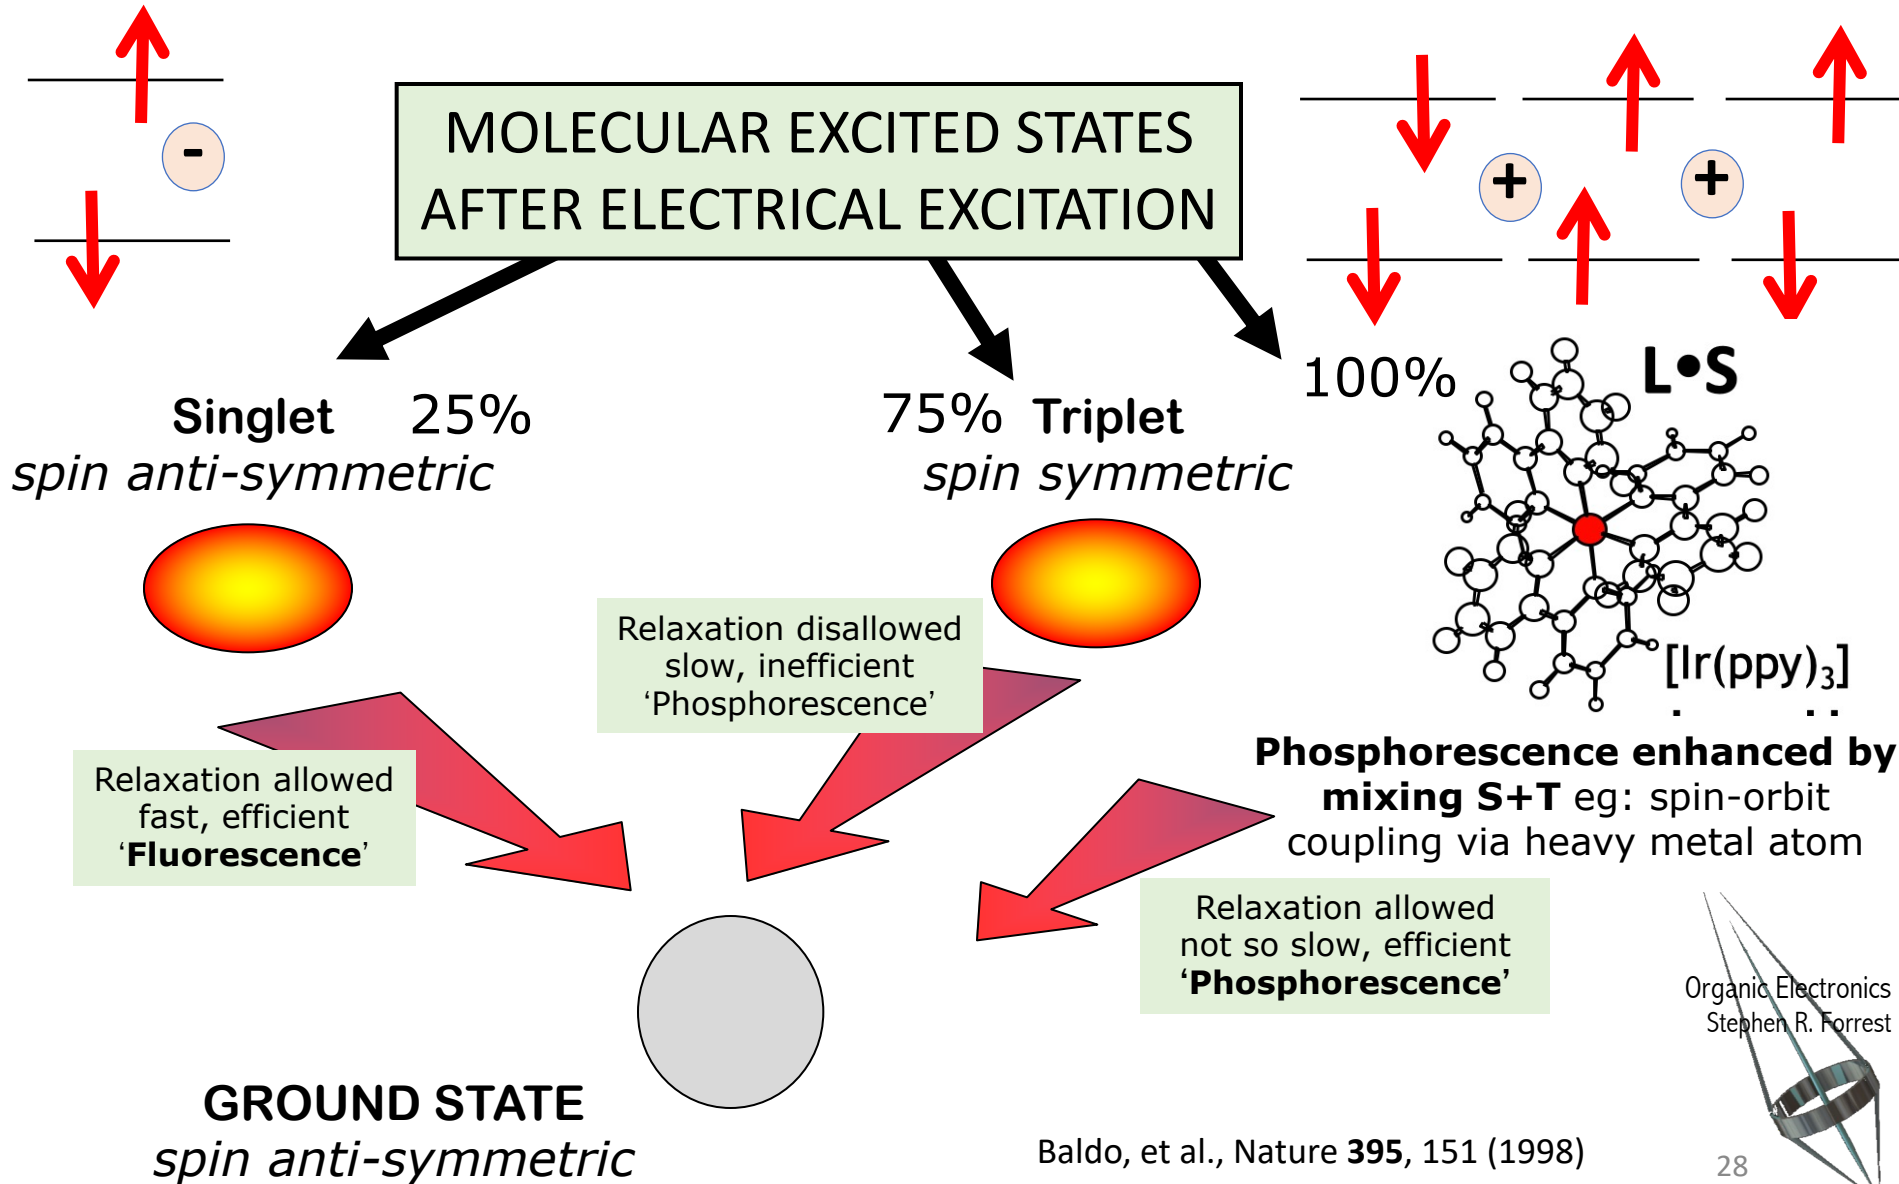 -
MOLECULAR EXCITED STATES
AFTER ELECTRICAL EXCITATION
+
+
Singlet 25%
spin anti-symmetric
75% Triplet
spin symmetric
100%
L•S
[Ir(ppy)₃]
Relaxation disallowed
slow, inefficient
‘Phosphorescence’
Relaxation allowed
fast, efficient
‘Fluorescence’
Phosphorescence enhanced by
mixing S+T eg: spin-orbit
coupling via heavy metal atom
Relaxation allowed
not so slow, efficient
‘Phosphorescence’
Organic Electronics
Stephen R. Forrest
GROUND STATE
spin anti-symmetric
Baldo, et al., Nature 395, 151 (1998)
28